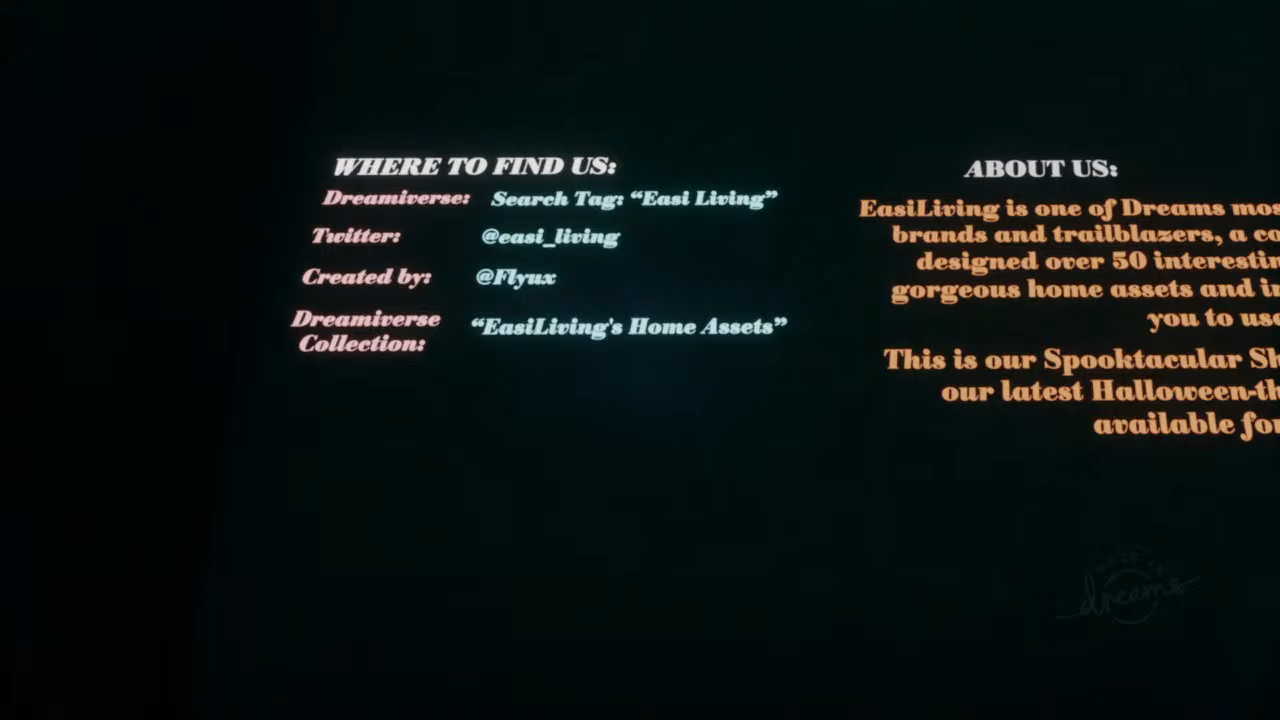 WHERE TO FIND US:
Dreamiverse: Search Tag: “Easi Living”
Twitter: @easi_living
Created by: @Flyux
Dreamiverse
Collection: “EasiLiving's Home Assets”
ABOUT US:
EasiLiving is one of Dreams
brands and trailblazers, a
designed over 50
gorgeous home assets and
you to
This is our Spooktacular
our latest
available
dreams